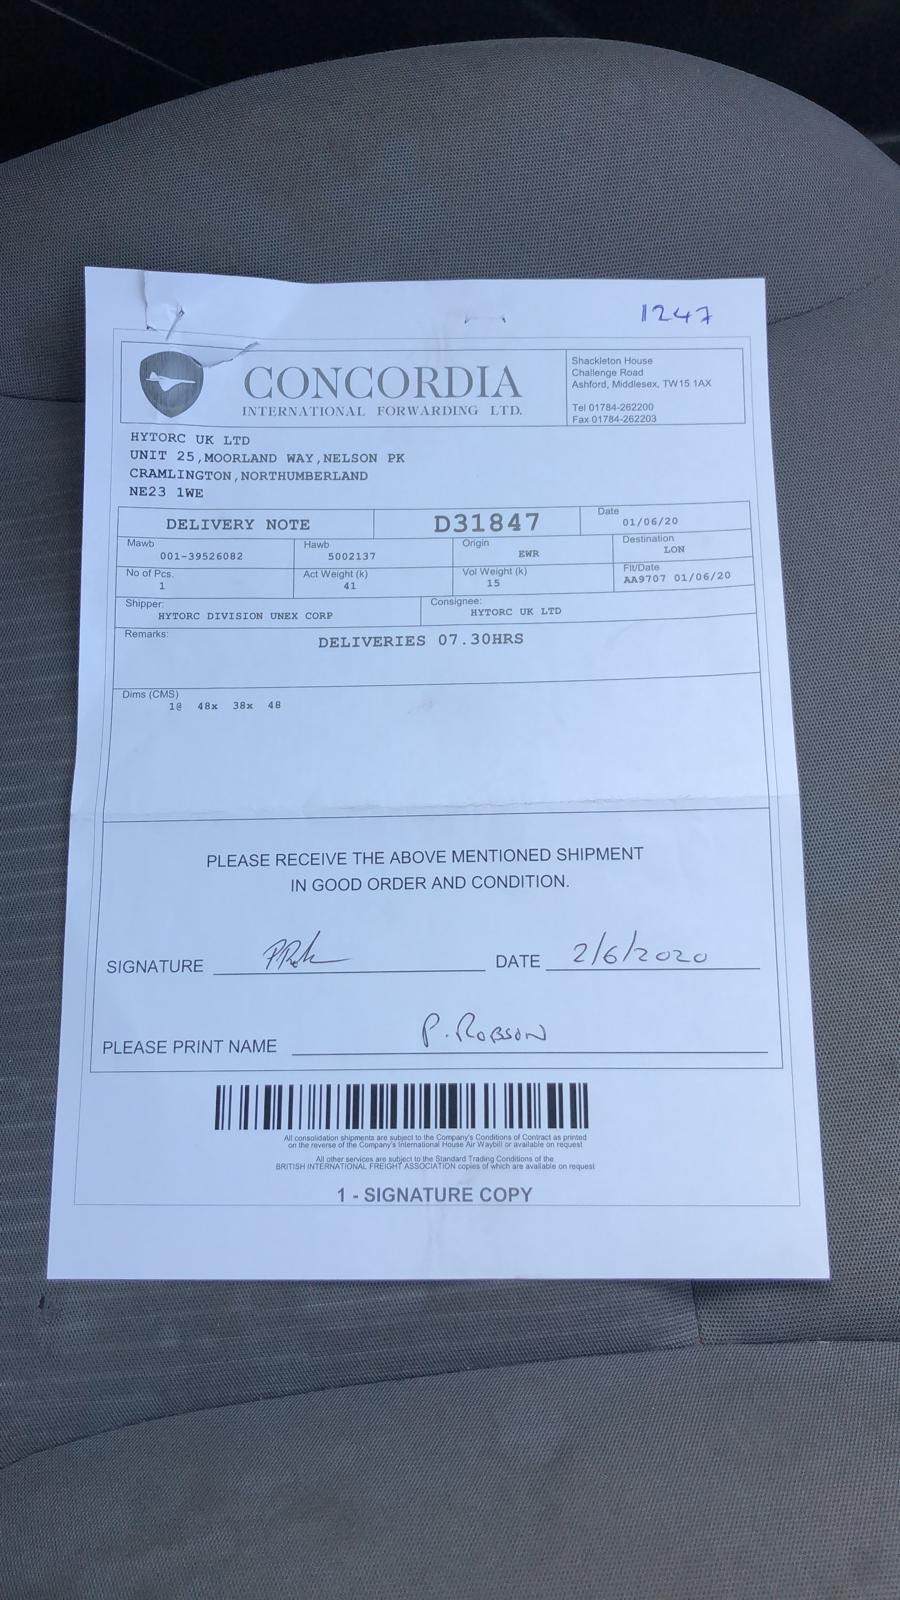 1247
CONCORDIA
INTERNATIONAL FORWARDING LTD.
Shackleton House
Challenge Road
Ashford, Middlesex, TW15 1AX
Tel 01784-262200
Fax 01784-262203
HYTORC UK LTD
UNIT 25,MOORLAND WAY,NELSON PK
CRAMLINGTON,NORTHUMBERLAND
NE23 1WE
DELIVERY NOTE D31847 Date 01/06/20
Mawb Hawb Origin Destination
001-39526082 5002137 EWR LON
No of Pcs. Act Weight (k) Vol Weight (k) Flt/Date
1 41 15 AA9707 01/06/20
Shipper: Consignee:
HYTORC DIVISION UNEX CORP HYTORC UK LTD
Remarks: DELIVERIES 07.30HRS
Dims (CMS)
1@ 48x 38x 48
PLEASE RECEIVE THE ABOVE MENTIONED SHIPMENT
IN GOOD ORDER AND CONDITION.
SIGNATURE DATE 2/6/2020
PLEASE PRINT NAME P. ROBSON
All consolidation shipments are subject to the Company's Conditions of Contract as printed
on the reverse of the Company's International House Air Waybill or available on request
All other services are subject to the Standard Trading Conditions of the
BRITISH INTERNATIONAL FREIGHT ASSOCIATION copies of which are available on request
1 - SIGNATURE COPY